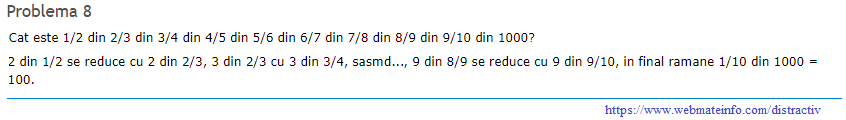 Problema 8
Cat este 1/2 din 2/3 din 3/4 din 4/5 din 5/6 din 6/7 din 7/8 din 8/9 din 9/10 din 1000?
2 din 1/2 se reduce cu 2 din 2/3, 3 din 2/3 cu 3 din 3/4, sasmd..., 9 din 8/9 se reduce cu 9 din 9/10, in final ramane 1/10 din 1000 =
100.
https://www.webmateinfo.com/distractiv